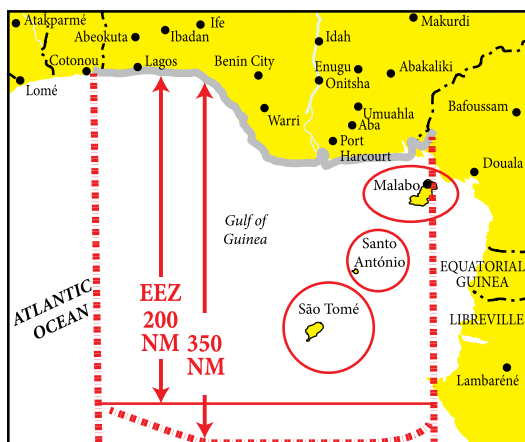 Atakparmé
Ife
Makurdi
Abeokuta
Ibadan
Idah
Cotonou
Lagos
Benin City
Enugu
Abakaliki
Onitsha
Lomé
Warri
Umuahla
Aba
Bafoussam
Port
Harcourt
Douala
Malabo
Gulf of
Guinea
Santo
António
EQUATORIAL
GUINEA
ATLANTIC
OCEAN
EEZ
200
NM
350
NM
São Tomé
LIBREVILLE
Lambaréné